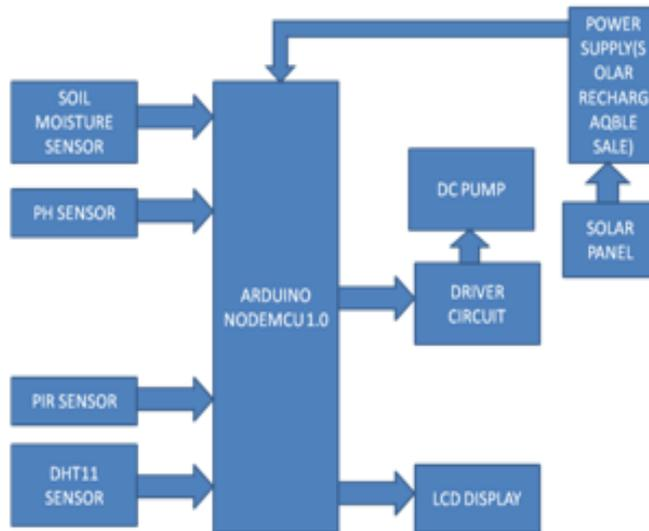 POWER
SUPPLY(S
OLAR
RECHARG
AQBLE
SALE)
SOIL
MOISTURE
SENSOR
DC PUMP
PH SENSOR
SOLAR
PANEL
ARDUINO
NODEMCU 1.0
DRIVER
CIRCUIT
PIR SENSOR
DHT11
SENSOR
LCD DISPLAY